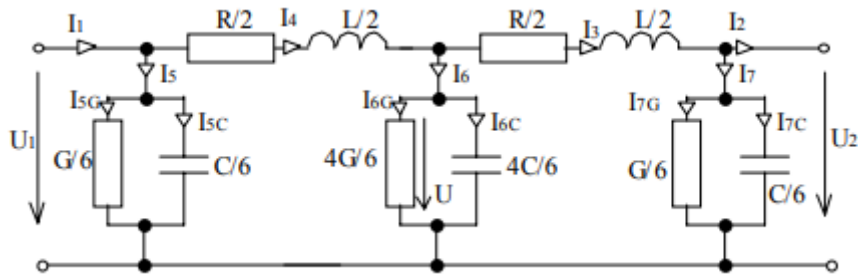 I1 R/2 I4 L/2 R/2 I3 L/2 I2
I5 I6 I7
I5G I5C I6G I6C I7G I7C
U1 G/6 C/6 4G/6 U 4C/6 G/6 C/6 U2